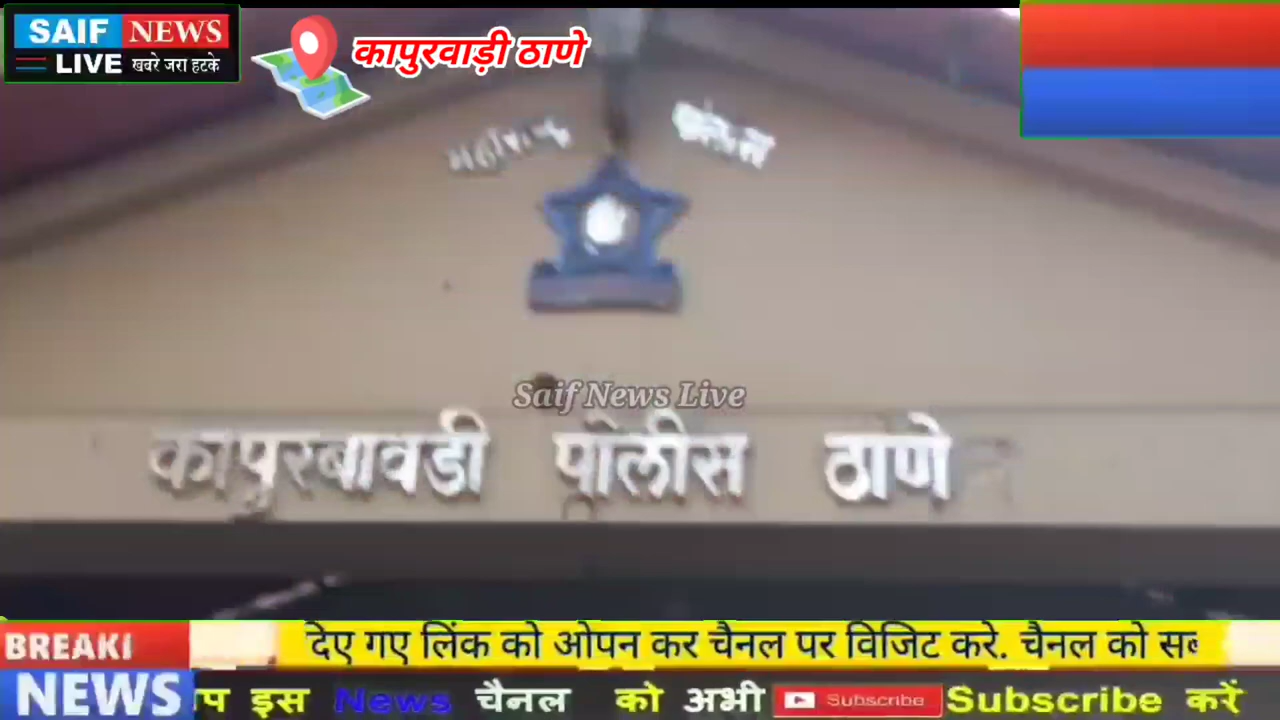 SAIF NEWS
LIVE खबरे जरा हटके
कापुरवाड़ी ठाणे
महाराष्ट्र पोलीस
Saif News Live
कापुरबावडी पोलीस ठाणे
BREAKI
दिए गए लिंक को ओपन कर चैनल पर विजिट करे. चैनल को
NEWS
इस News चैनल को अभी Subscribe Subscribe करें